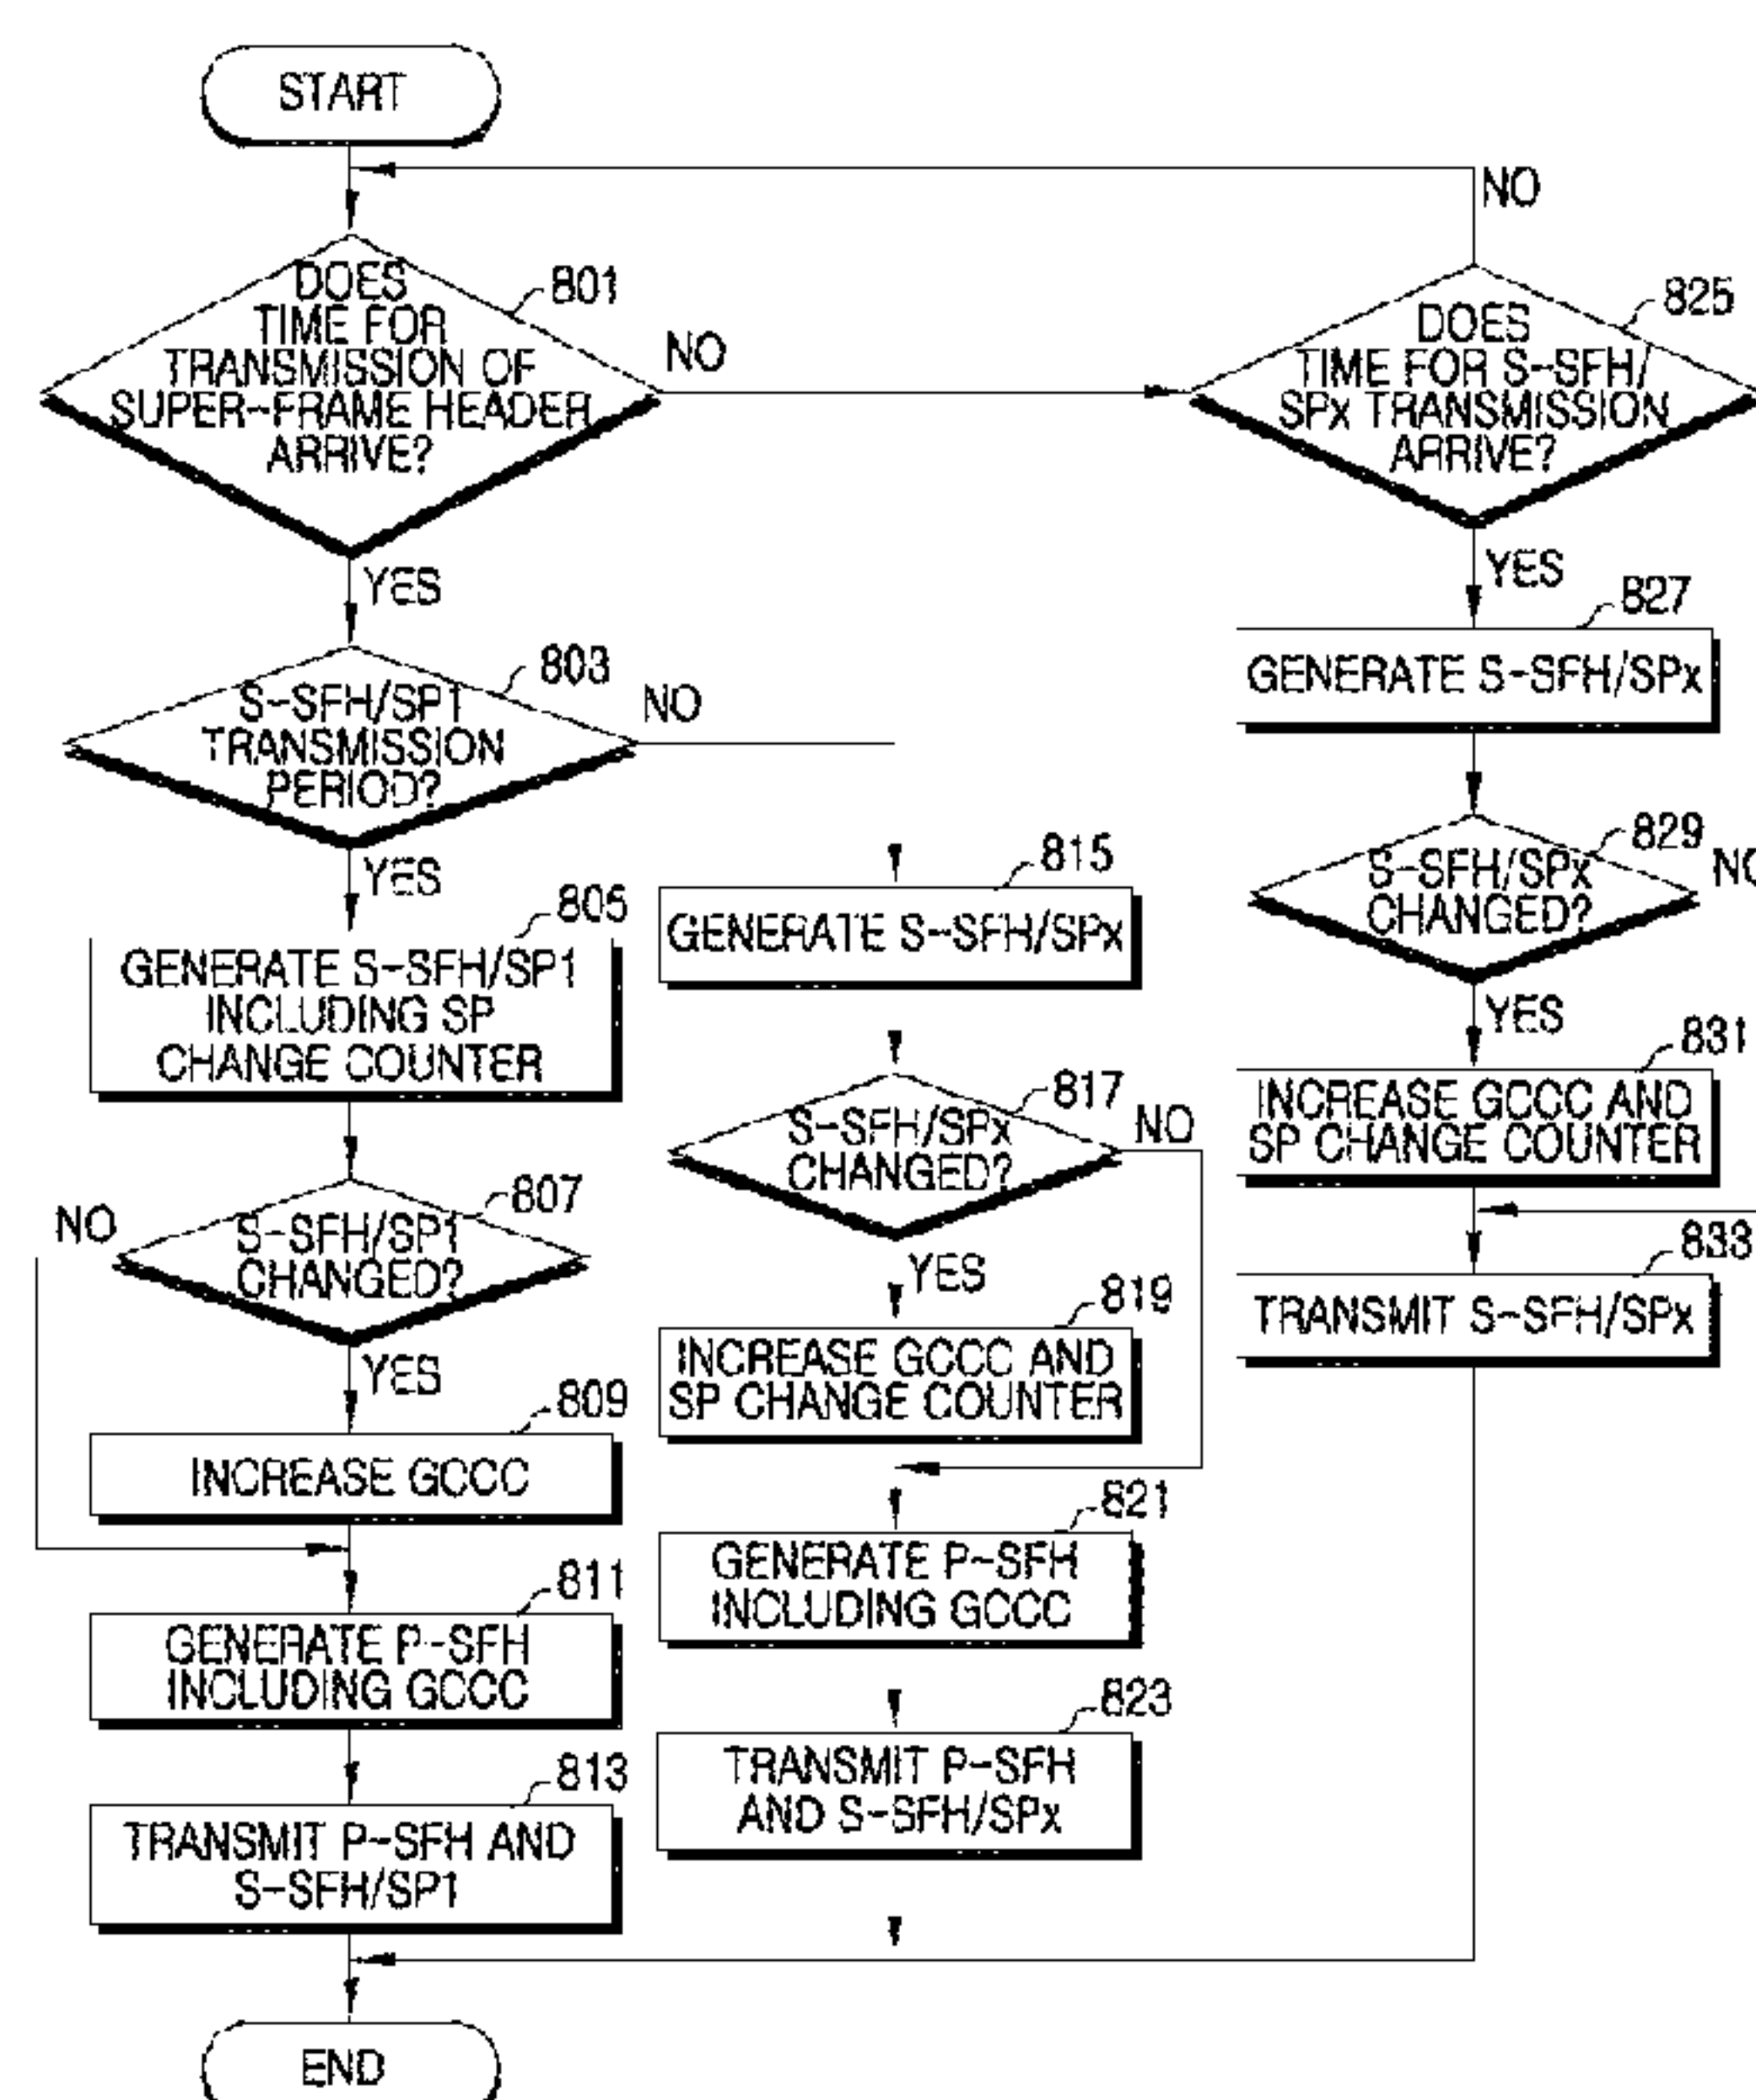 START
NO
DOES
TIME FOR
TRANSMISSION OF
SUPER-FRAME HEADER
ARRIVE?
801
NO
DOES
TIME FOR S-SFH/
SPx TRANSMISSION
ARRIVE?
825
YES
YES
827
GENERATE S-SFH/SPx
S-SFH/SP1
TRANSMISSION
PERIOD?
803
NO
YES
805
GENERATE S-SFH/SP1
INCLUDING SP
CHANGE COUNTER
815
GENERATE S-SFH/SPx
S-SFH/SPx
CHANGED?
829
NO
YES
831
INCREASE GCCC AND
SP CHANGE COUNTER
S-SFH/SPx
CHANGED?
817
NO
YES
S-SFH/SP1
CHANGED?
807
NO
YES
819
INCREASE GCCC AND
SP CHANGE COUNTER
833
TRANSMIT S-SFH/SPx
809
INCREASE GCCC
821
GENERATE P-SFH
INCLUDING GCCC
811
GENERATE P-SFH
INCLUDING GCCC
823
TRANSMIT P-SFH
AND S-SFH/SPx
813
TRANSMIT P-SFH AND
S-SFH/SP1
END